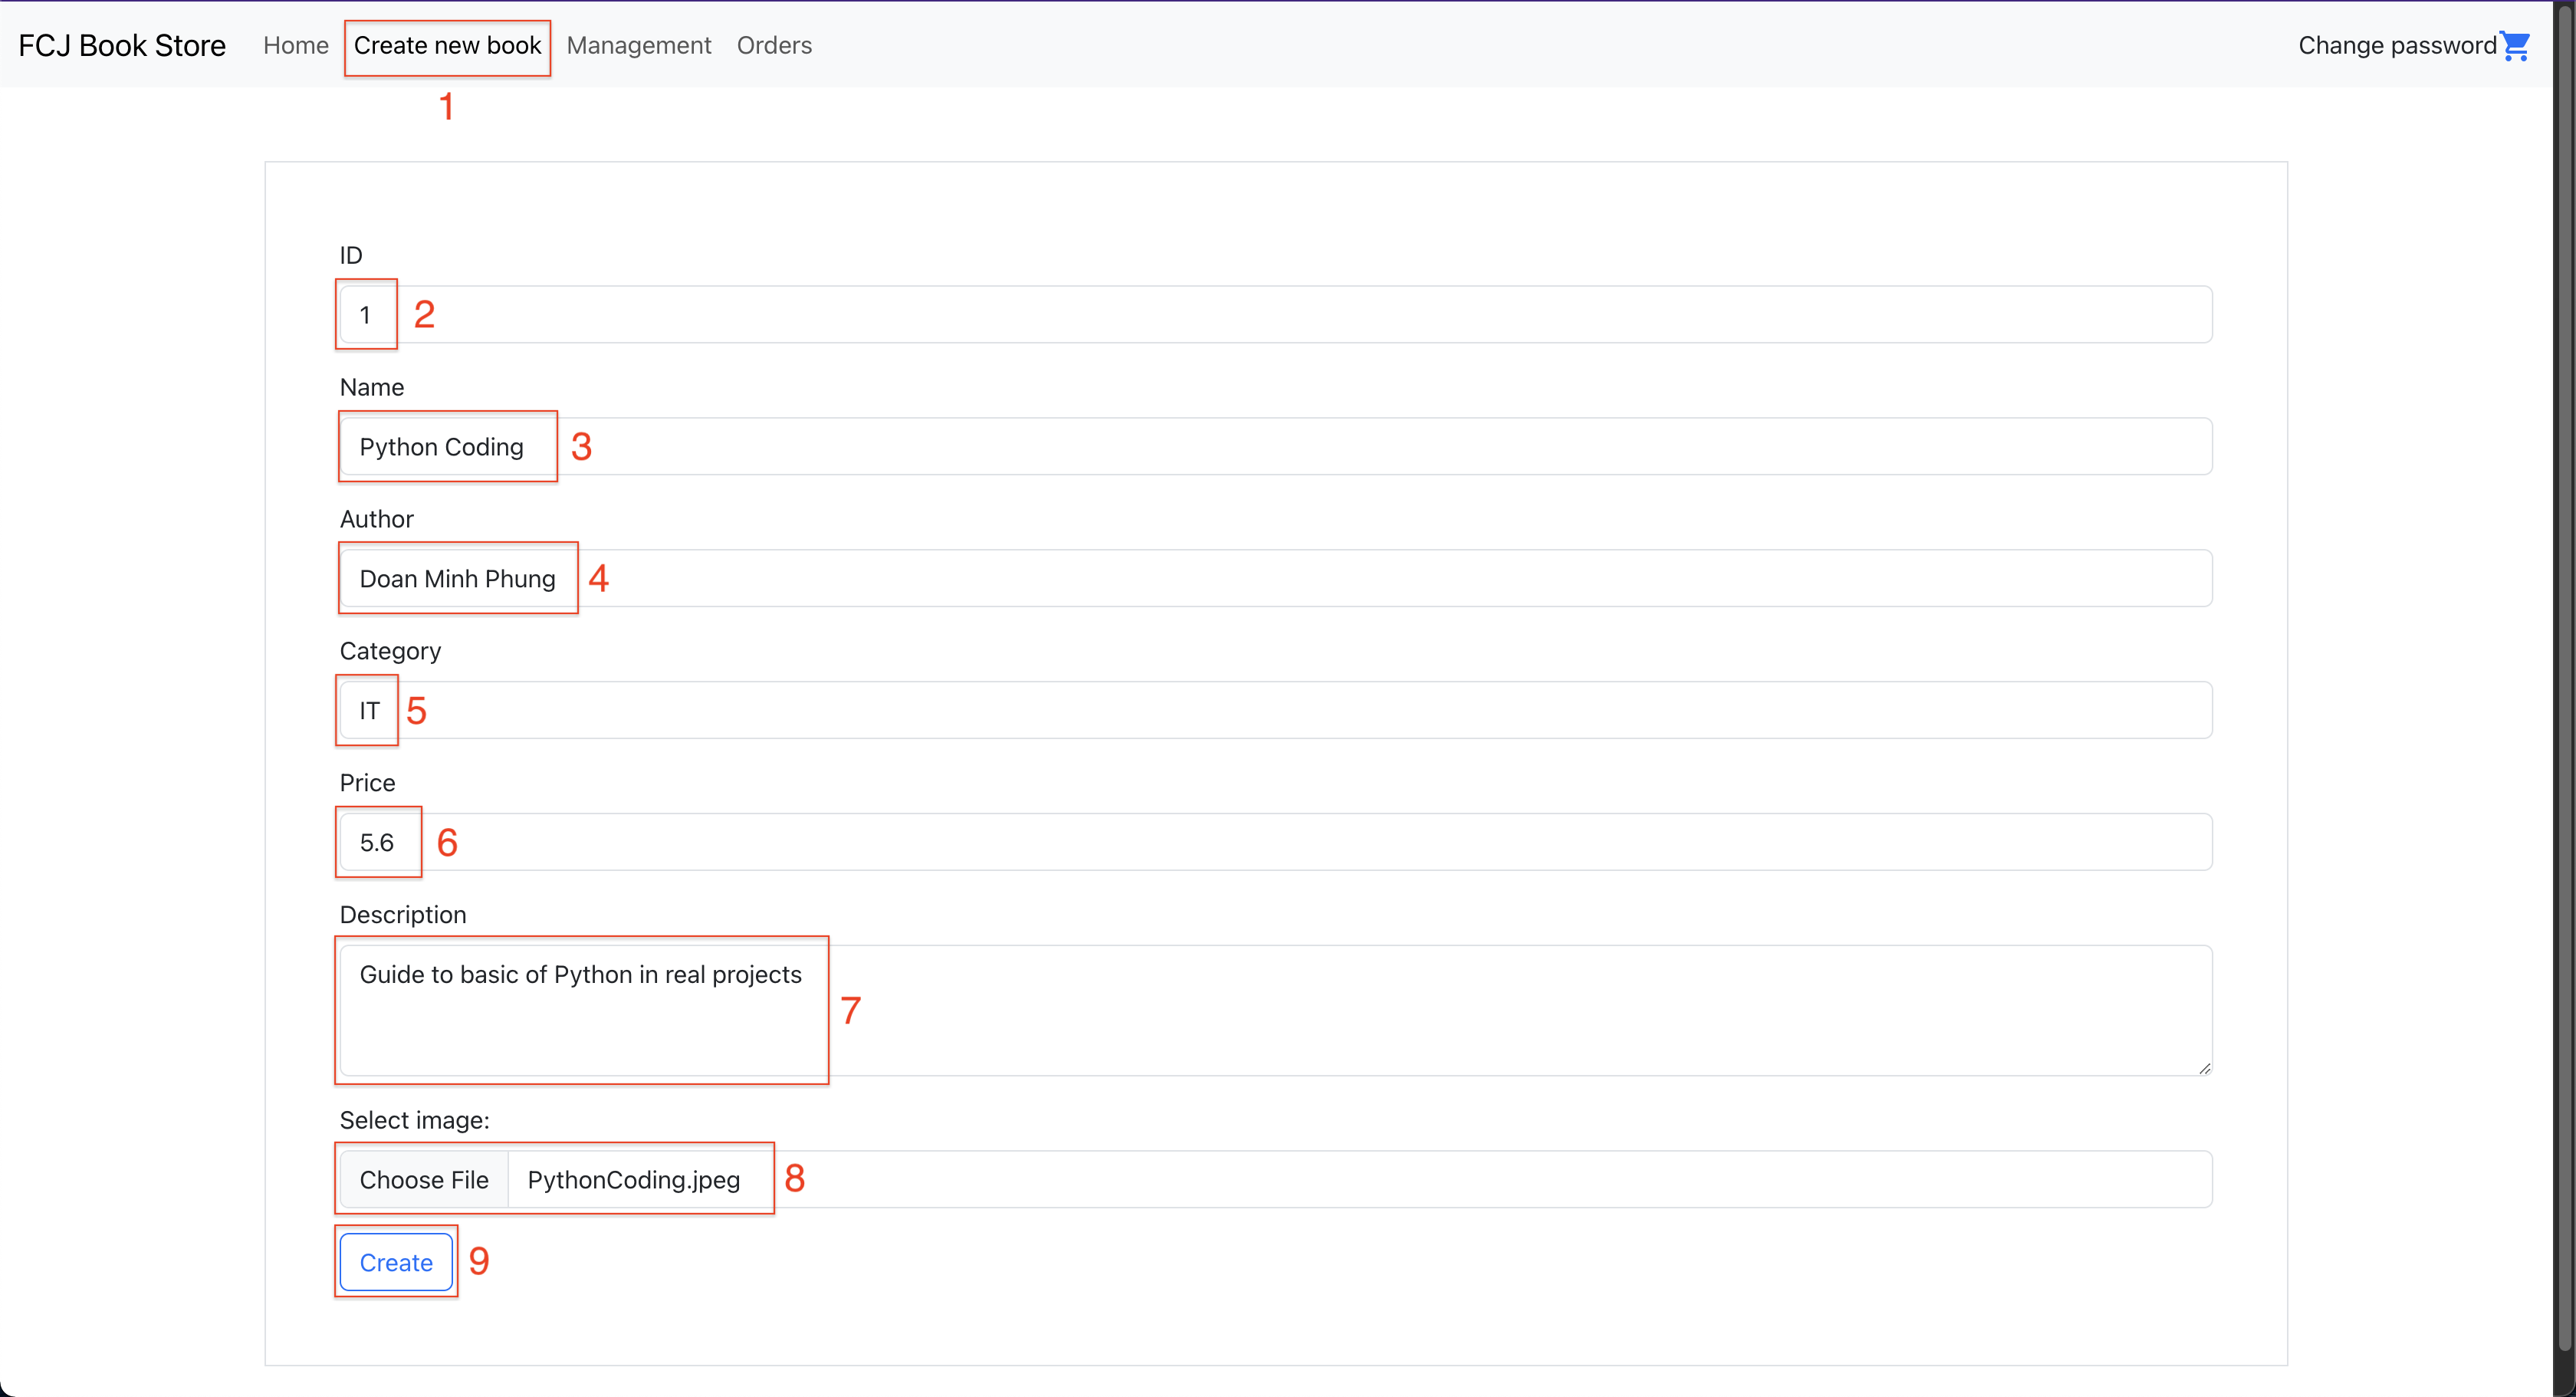 FCJ Book Store Home Create new book Management Orders Change password
1
ID
1 2
Name
Python Coding 3
Author
Doan Minh Phung 4
Category
IT 5
Price
5.6 6
Description
Guide to basic of Python in real projects
7
Select image:
Choose File PythonCoding.jpeg 8
Create 9